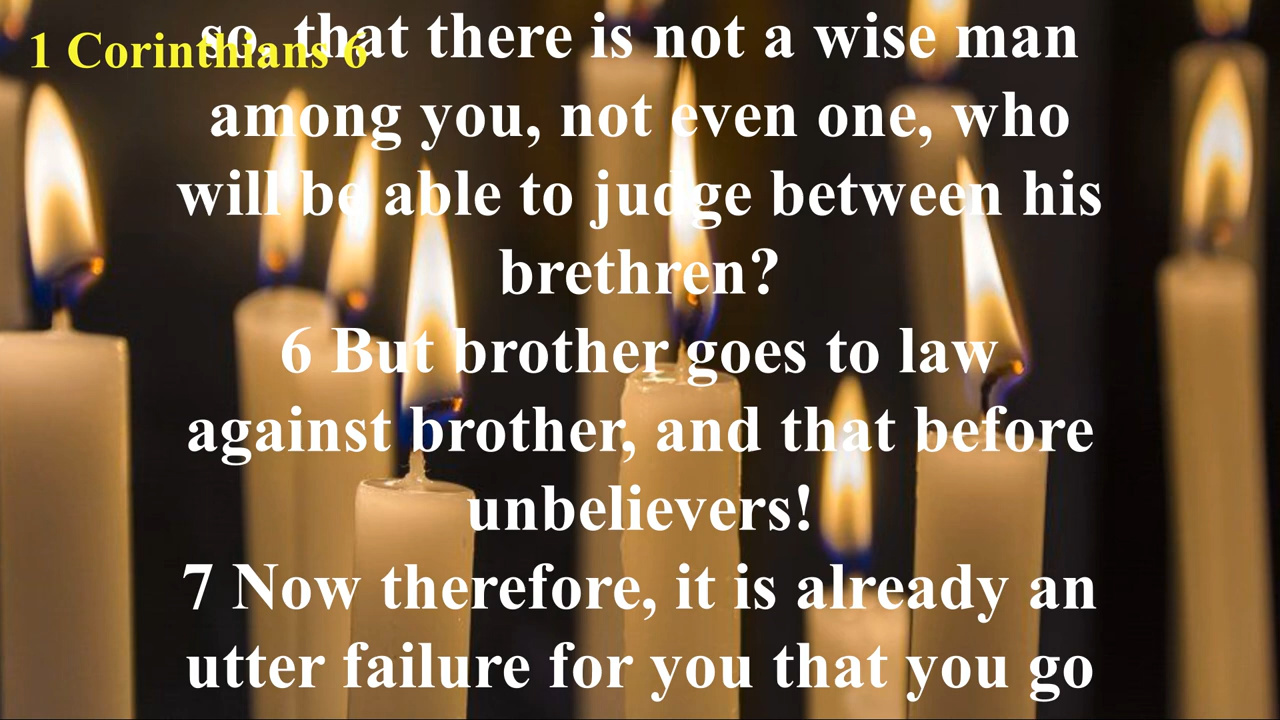 1 Corinthians 6
so, that there is not a wise man
among you, not even one, who
will be able to judge between his
brethren?
6 But brother goes to law
against brother, and that before
unbelievers!
7 Now therefore, it is already an
utter failure for you that you go